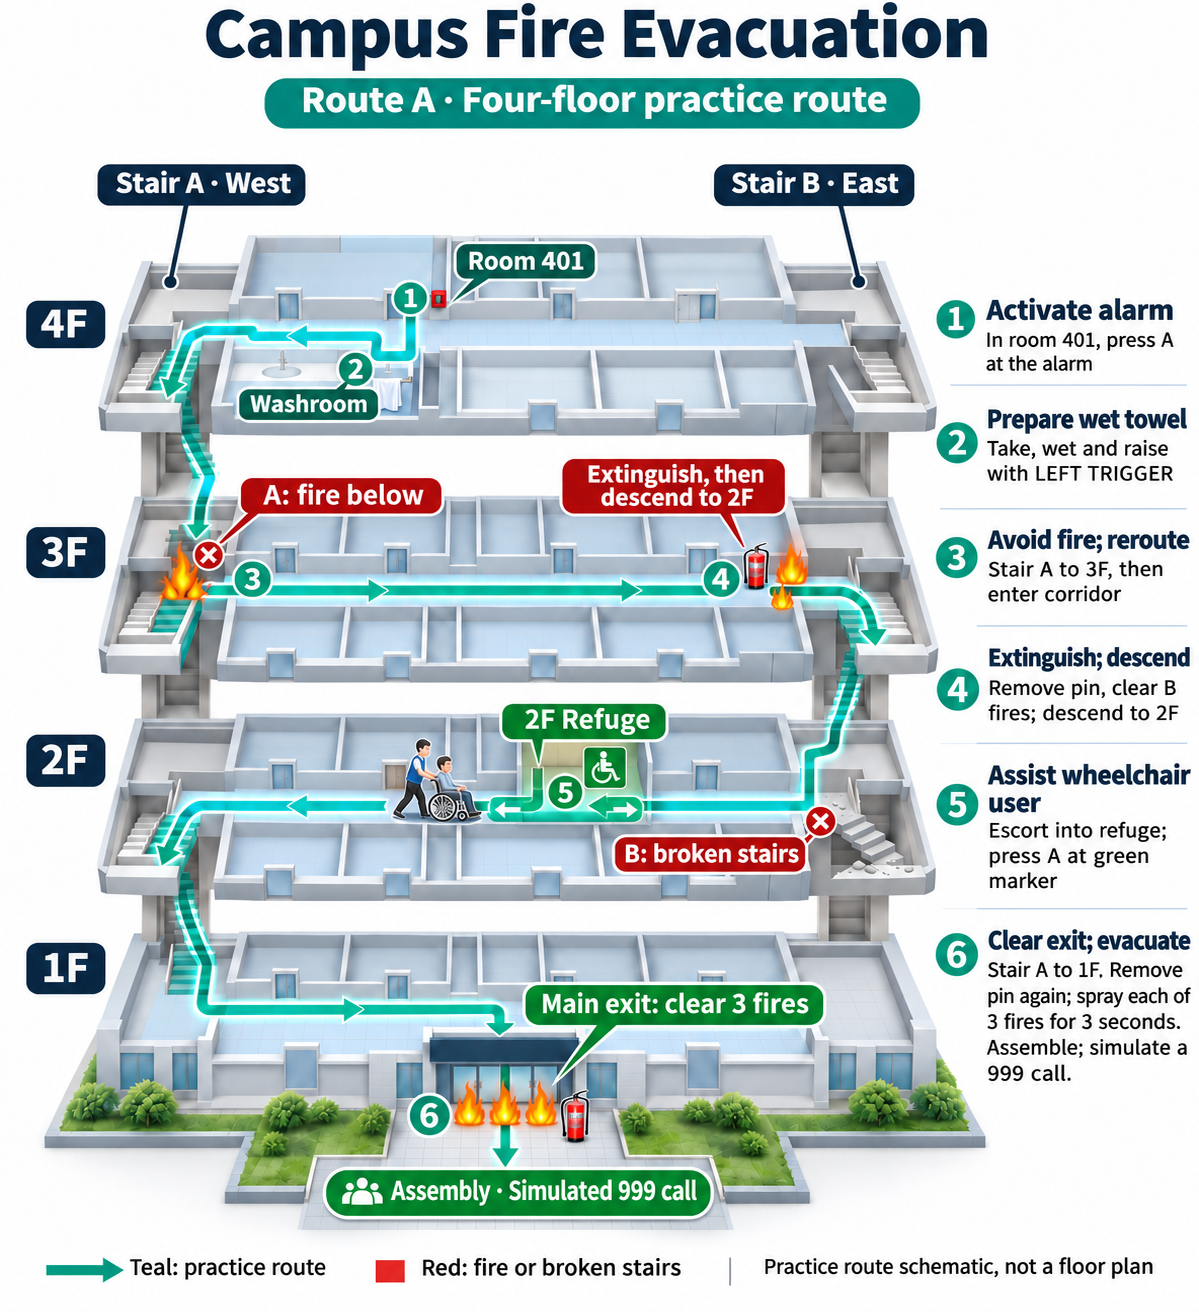 Campus Fire Evacuation
Route A · Four-floor practice route
Stair A · West
Stair B · East
Room 401
4F
1
2
Washroom
1
Activate alarm
In room 401, press A
at the alarm
2
Prepare wet towel
Take, wet and raise
with LEFT TRIGGER
A: fire below
Extinguish, then
descend to 2F
3F
3
4
3
Avoid fire; reroute
Stair A to 3F, then
enter corridor
4
Extinguish; descend
Remove pin, clear B
fires; descend to 2F
2F Refuge
2F
5
B: broken stairs
5
Assist wheelchair
user
Escort into refuge;
press A at green
marker
1F
Main exit: clear 3 fires
6
6
Clear exit; evacuate
Stair A to 1F. Remove
pin again; spray each of
3 fires for 3 seconds.
Assemble; simulate a
999 call.
Assembly · Simulated 999 call
Teal: practice route
Red: fire or broken stairs
Practice route schematic, not a floor plan